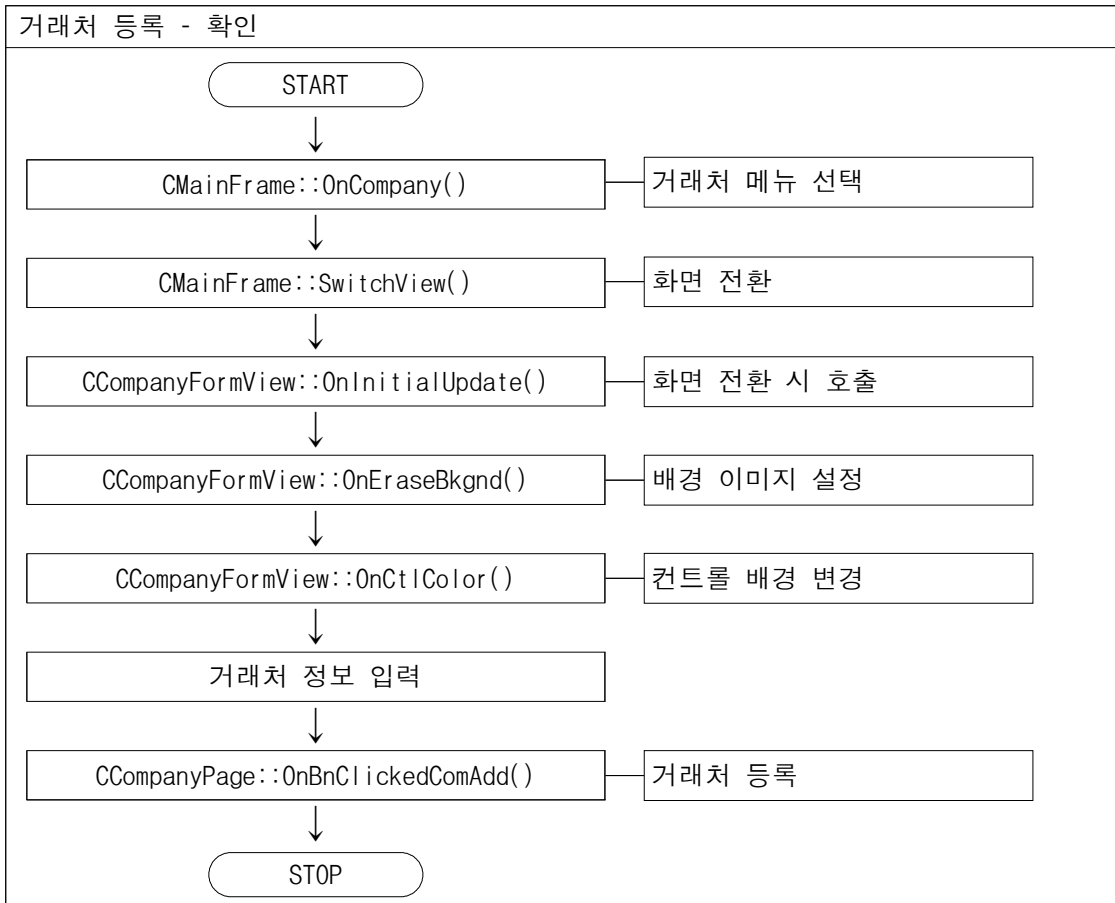 거래처 등록 - 확인
START
CMainFrame::OnCompany()
거래처 메뉴 선택
CMainFrame::SwitchView()
화면 전환
CCompanyFormView::OnInitialUpdate()
화면 전환 시 호출
CCompanyFormView::OnEraseBkgnd()
배경 이미지 설정
CCompanyFormView::OnCtlColor()
컨트롤 배경 변경
거래처 정보 입력
CCompanyPage::OnBnClickedComAdd()
거래처 등록
STOP